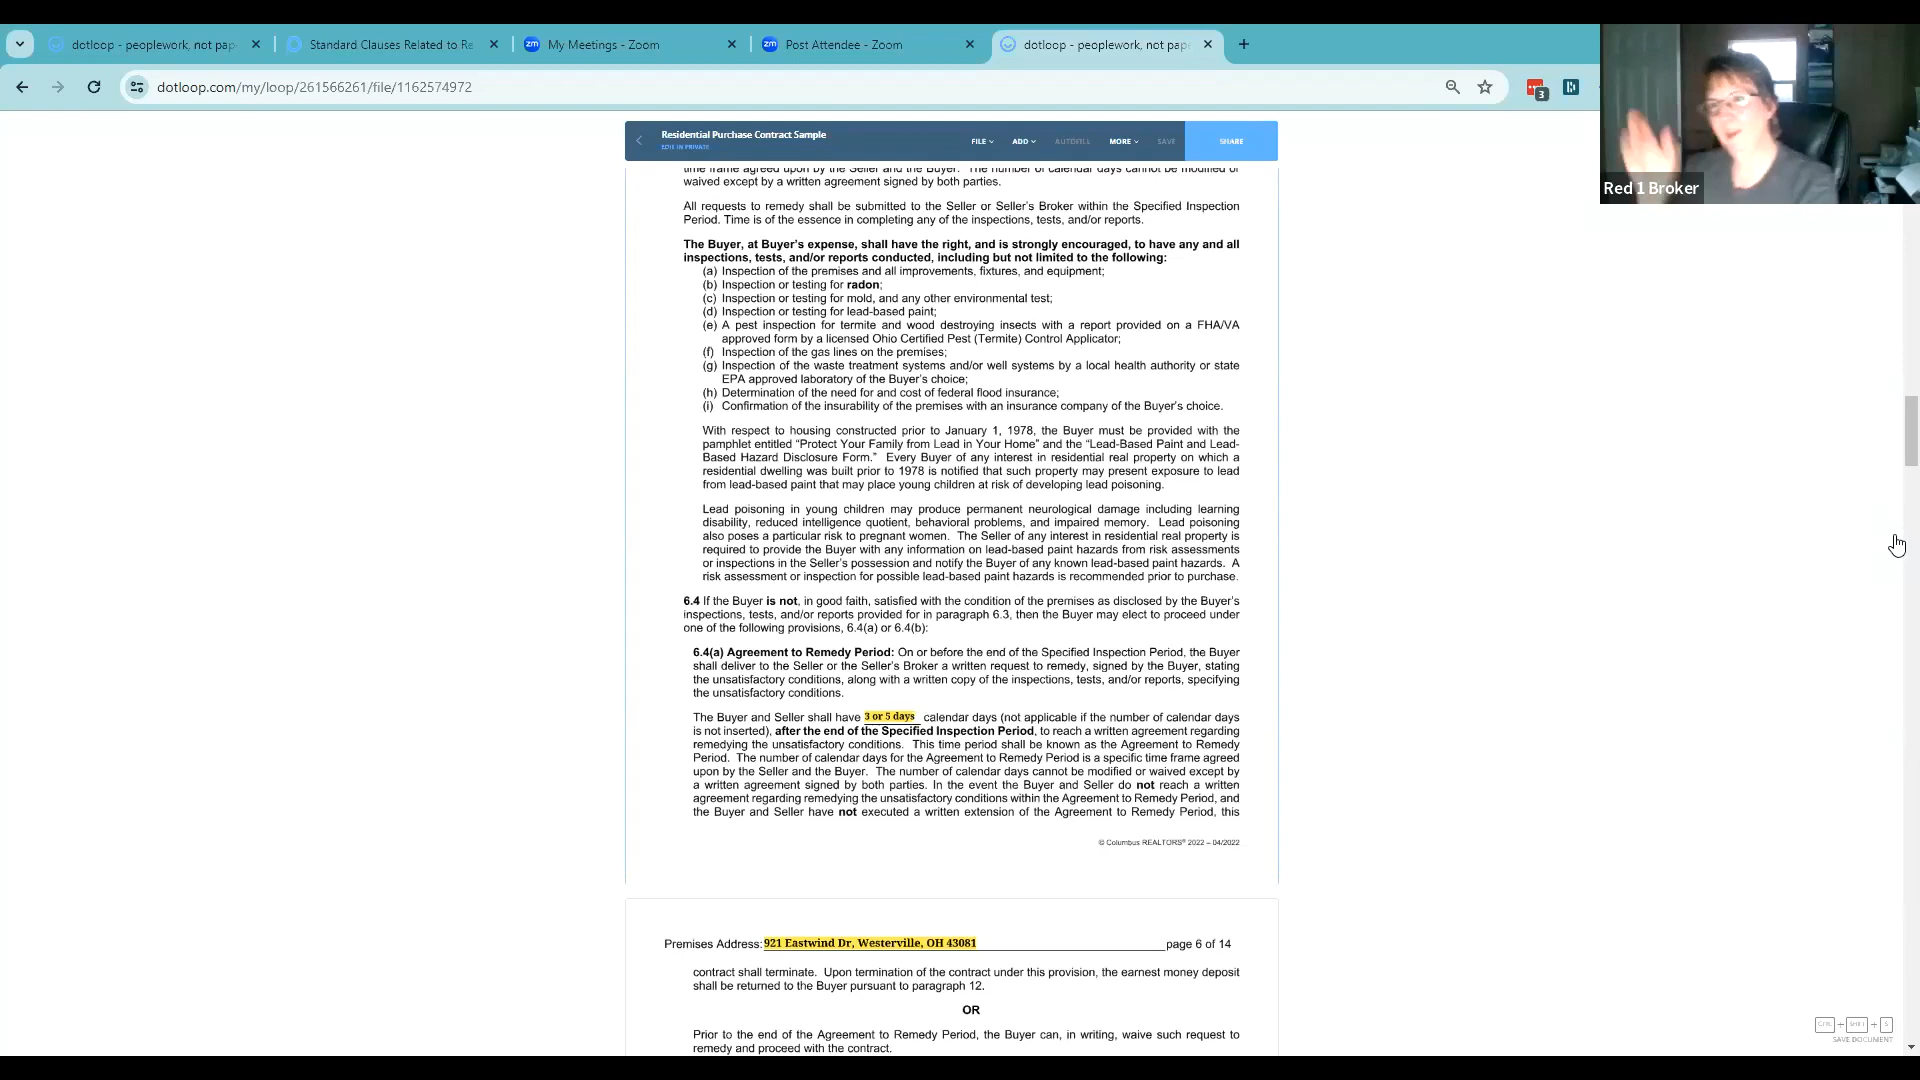 dotloop - peoplework, not pap
Standard Clauses Related to Re
My Meetings - Zoom
Post Attendee - Zoom
dotloop - peoplework, not pap
dotloop.com/my/loop/261566261/file/1162574972
3
Red 1 Broker
Residential Purchase Contract Sample
EDIT IN PRIVATE
FILE
ADD
AUTOFILL
MORE
SAVE
SHARE
time frame agreed upon by the Seller and the Buyer. The number of calendar days cannot be modified or
waived except by a written agreement signed by both parties.
All requests to remedy shall be submitted to the Seller or Seller's Broker within the Specified Inspection
Period. Time is of the essence in completing any of the inspections, tests, and/or reports.
The Buyer, at Buyer's expense, shall have the right, and is strongly encouraged, to have any and all
inspections, tests, and/or reports conducted, including but not limited to the following:
(a) Inspection of the premises and all improvements, fixtures, and equipment;
(b) Inspection or testing for radon;
(c) Inspection or testing for mold, and any other environmental test;
(d) Inspection or testing for lead-based paint;
(e) A pest inspection for termite and wood destroying insects with a report provided on a FHA/VA
approved form by a licensed Ohio Certified Pest (Termite) Control Applicator;
(f) Inspection of the gas lines on the premises;
(g) Inspection of the waste treatment systems and/or well systems by a local health authority or state
EPA approved laboratory of the Buyer's choice;
(h) Determination of the need for and cost of federal flood insurance;
(i) Confirmation of the insurability of the premises with an insurance company of the Buyer's choice.
With respect to housing constructed prior to January 1, 1978, the Buyer must be provided with the
pamphlet entitled “Protect Your Family from Lead in Your Home” and the “Lead-Based Paint and Lead-
Based Hazard Disclosure Form.” Every Buyer of any interest in residential real property on which a
residential dwelling was built prior to 1978 is notified that such property may present exposure to lead
from lead-based paint that may place young children at risk of developing lead poisoning.
Lead poisoning in young children may produce permanent neurological damage including learning
disability, reduced intelligence quotient, behavioral problems, and impaired memory. Lead poisoning
also poses a particular risk to pregnant women. The Seller of any interest in residential real property is
required to provide the Buyer with any information on lead-based paint hazards from risk assessments
or inspections in the Seller's possession and notify the Buyer of any known lead-based paint hazards. A
risk assessment or inspection for possible lead-based paint hazards is recommended prior to purchase.
6.4 If the Buyer is not, in good faith, satisfied with the condition of the premises as disclosed by the Buyer's
inspections, tests, and/or reports provided for in paragraph 6.3, then the Buyer may elect to proceed under
one of the following provisions, 6.4(a) or 6.4(b):
6.4(a) Agreement to Remedy Period: On or before the end of the Specified Inspection Period, the Buyer
shall deliver to the Seller or the Seller's Broker a written request to remedy, signed by the Buyer, stating
the unsatisfactory conditions, along with a written copy of the inspections, tests, and/or reports, specifying
the unsatisfactory conditions.
The Buyer and Seller shall have 3 or 5 days calendar days (not applicable if the number of calendar days
is not inserted), after the end of the Specified Inspection Period, to reach a written agreement regarding
remedying the unsatisfactory conditions. This time period shall be known as the Agreement to Remedy
Period. The number of calendar days for the Agreement to Remedy Period is a specific time frame agreed
upon by the Seller and the Buyer. The number of calendar days cannot be modified or waived except by
a written agreement signed by both parties. In the event the Buyer and Seller do not reach a written
agreement regarding remedying the unsatisfactory conditions within the Agreement to Remedy Period, and
the Buyer and Seller have not executed a written extension of the Agreement to Remedy Period, this
© Columbus REALTORS® 2022 – 04/2022
Premises Address: 921 Eastwind Dr, Westerville, OH 43081 page 6 of 14
contract shall terminate. Upon termination of the contract under this provision, the earnest money deposit
shall be returned to the Buyer pursuant to paragraph 12.
OR
Prior to the end of the Agreement to Remedy Period, the Buyer can, in writing, waive such request to
remedy and proceed with the contract.
CTRL + SHIFT + S
SAVE DOCUMENT